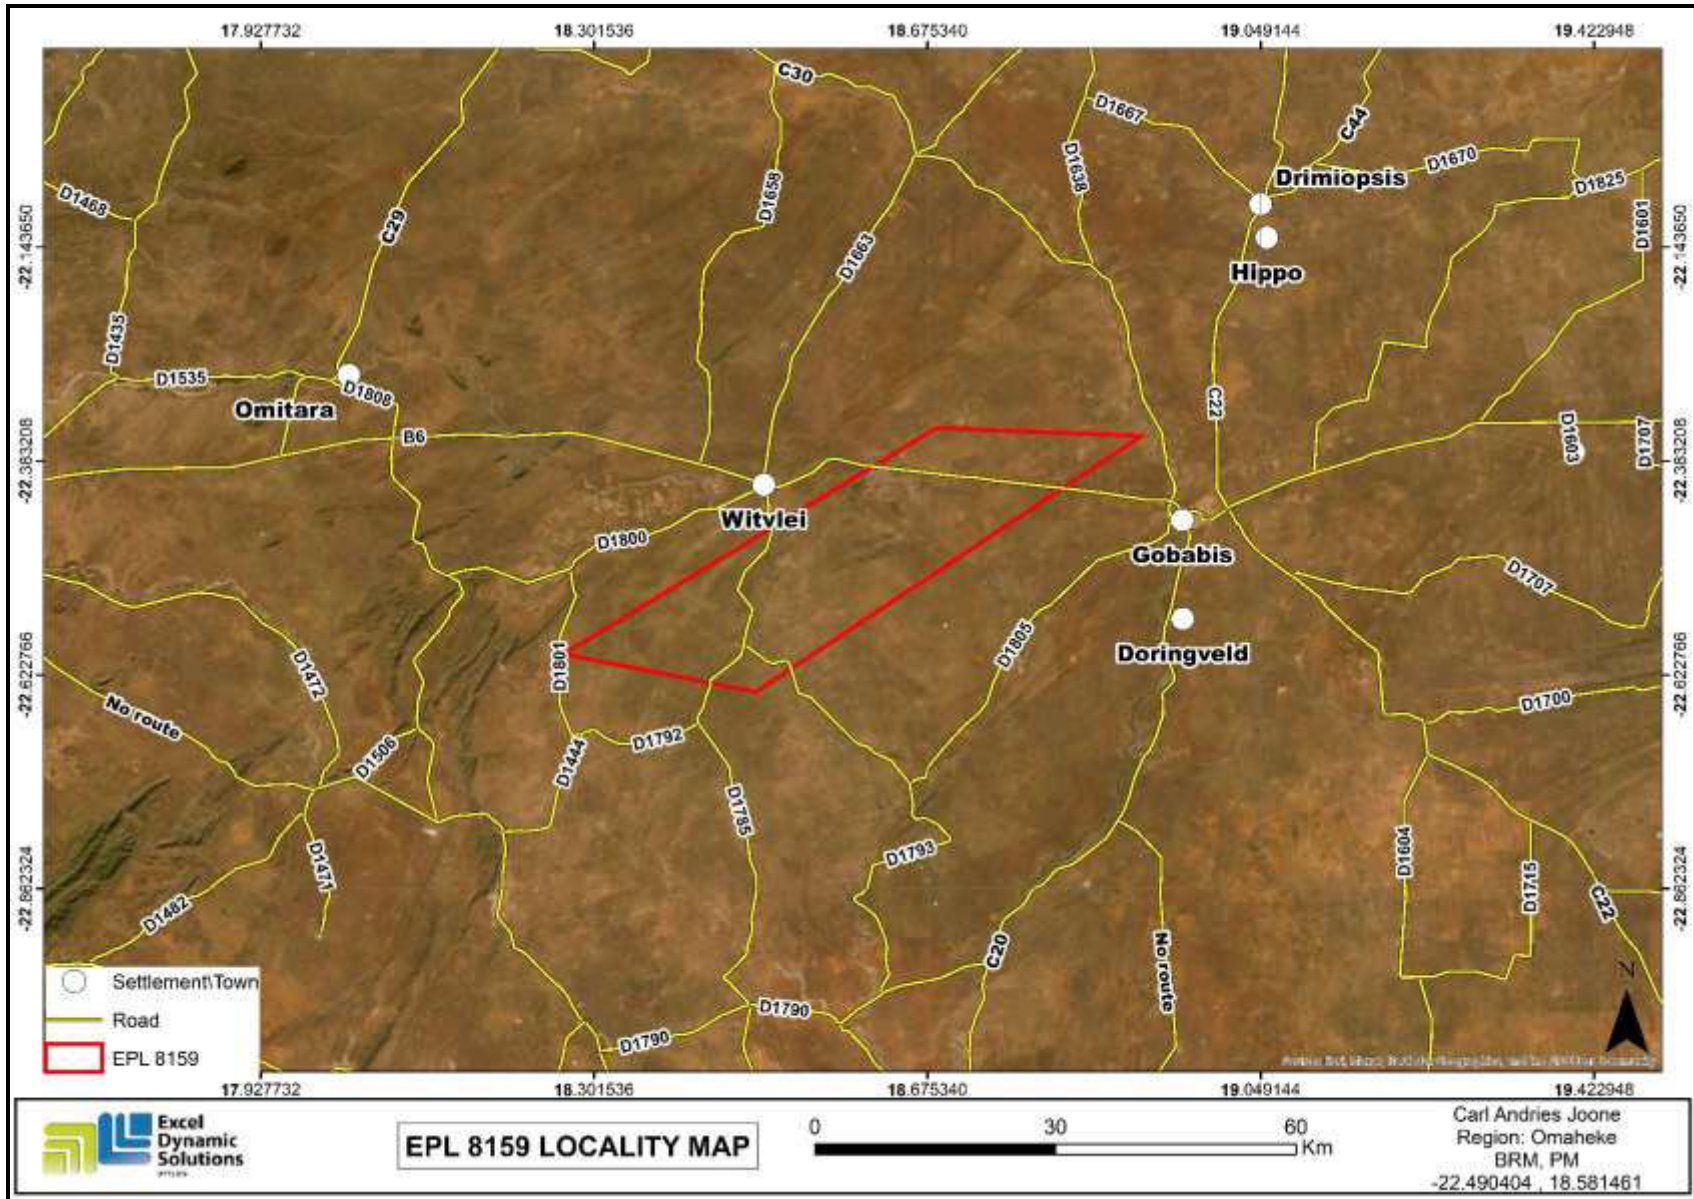 17.927732 18.301536 18.675340 19.049144 19.422948
C30
D1667
C44
D1670
D1638
Drimiopsis
D1825
D1468
D1658
D1601
C29
-22.143650
-22.143650
D1663
Hippo
D1435
D1535
D1808
Omitara
C22
B6
D1603
D1707
-22.383208
-22.383208
Witvlei
D1800
Gobabis
D1707
D1805
Doringveld
D1801
D1472
-22.622766
-22.622766
No route
D1700
D1792
D1506
D1444
D1785
D1793
D1604
D1471
D1715
-22.862324
-22.862324
D1482
C22
C20
No route
N
Settlement\Town
D1790
Road
D1790
EPL 8159
17.927732 18.301536 18.675340 19.049144 19.422948
Excel
Dynamic
Solutions
EPL 8159 LOCALITY MAP
0 30 60
Km
Carl Andries Joone
Region: Omaheke
BRM, PM
-22.490404 , 18.581461